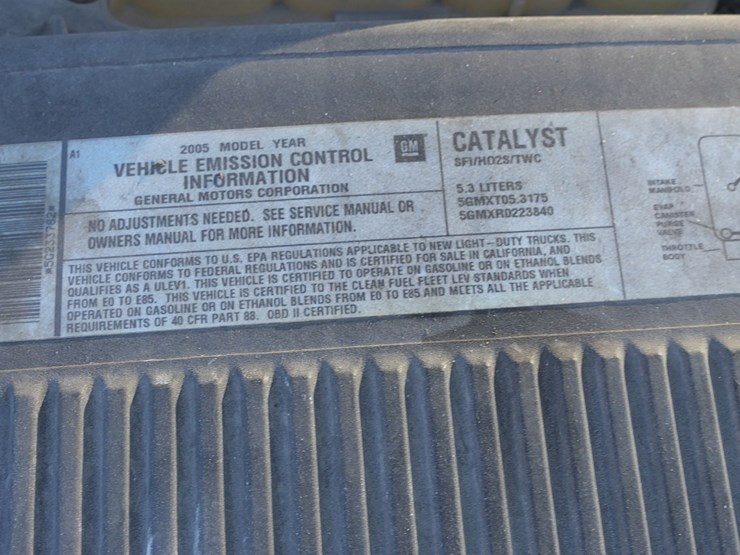 A1
2005 MODEL YEAR
VEHICLE EMISSION CONTROL
INFORMATION
GENERAL MOTORS CORPORATION
GM
NO ADJUSTMENTS NEEDED. SEE SERVICE MANUAL OR
OWNERS MANUAL FOR MORE INFORMATION.
CATALYST
SFI/HO2S/TWC
5.3 LITERS
5GMXT05.3175
5GMXR0223840
THIS VEHICLE CONFORMS TO U.S. EPA REGULATIONS APPLICABLE TO NEW LIGHT-DUTY TRUCKS. THIS
VEHICLE CONFORMS TO FEDERAL REGULATIONS AND IS CERTIFIED FOR SALE IN CALIFORNIA, AND
QUALIFIES AS A ULEV1. THIS VEHICLE IS CERTIFIED TO OPERATE ON GASOLINE OR ON ETHANOL BLENDS
FROM E0 TO E85. THIS VEHICLE IS CERTIFIED TO THE CLEAN FUEL FLEET LEV STANDARDS WHEN
OPERATED ON GASOLINE OR ON ETHANOL BLENDS FROM E0 TO E85 AND MEETS ALL THE APPLICABLE
REQUIREMENTS OF 40 CFR PART 88. OBD II CERTIFIED.
INTAKE
MANIFOLD
EVAP
CANISTER
PURGE
VALVE
THROTTLE
BODY